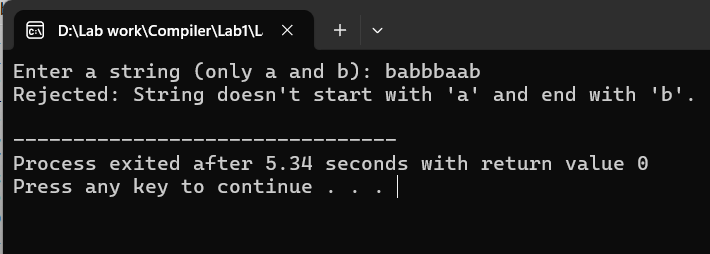 D:\Lab work\Compiler\Lab1\L
Enter a string (only a and b): babbbaab
Rejected: String doesn't start with 'a' and end with 'b'.
--------------------------------
Process exited after 5.34 seconds with return value 0
Press any key to continue . . .